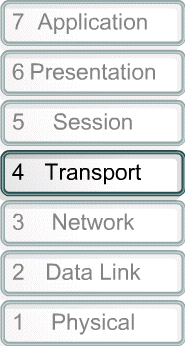 7 Application
6 Presentation
5 Session
4 Transport
3 Network
2 Data Link
1 Physical